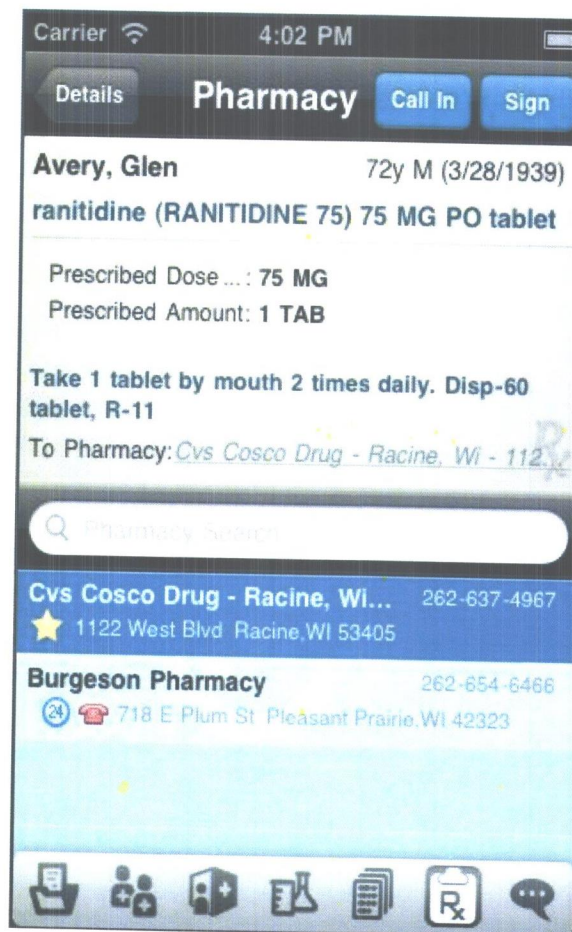 Carrier 4:02 PM
Details Pharmacy Call In Sign
Avery, Glen 72y M (3/28/1939)
ranitidine (RANITIDINE 75) 75 MG PO tablet
Prescribed Dose ... : 75 MG
Prescribed Amount: 1 TAB
Take 1 tablet by mouth 2 times daily. Disp-60
tablet, R-11
To Pharmacy: Cvs Cosco Drug - Racine, Wi - 112...
Rx
Pharmacy Search
Cvs Cosco Drug - Racine, Wi... 262-637-4967
1122 West Blvd Racine,WI 53405
Burgeson Pharmacy 262-654-6466
24 718 E Plum St Pleasant Prairie,WI 42323
Rx